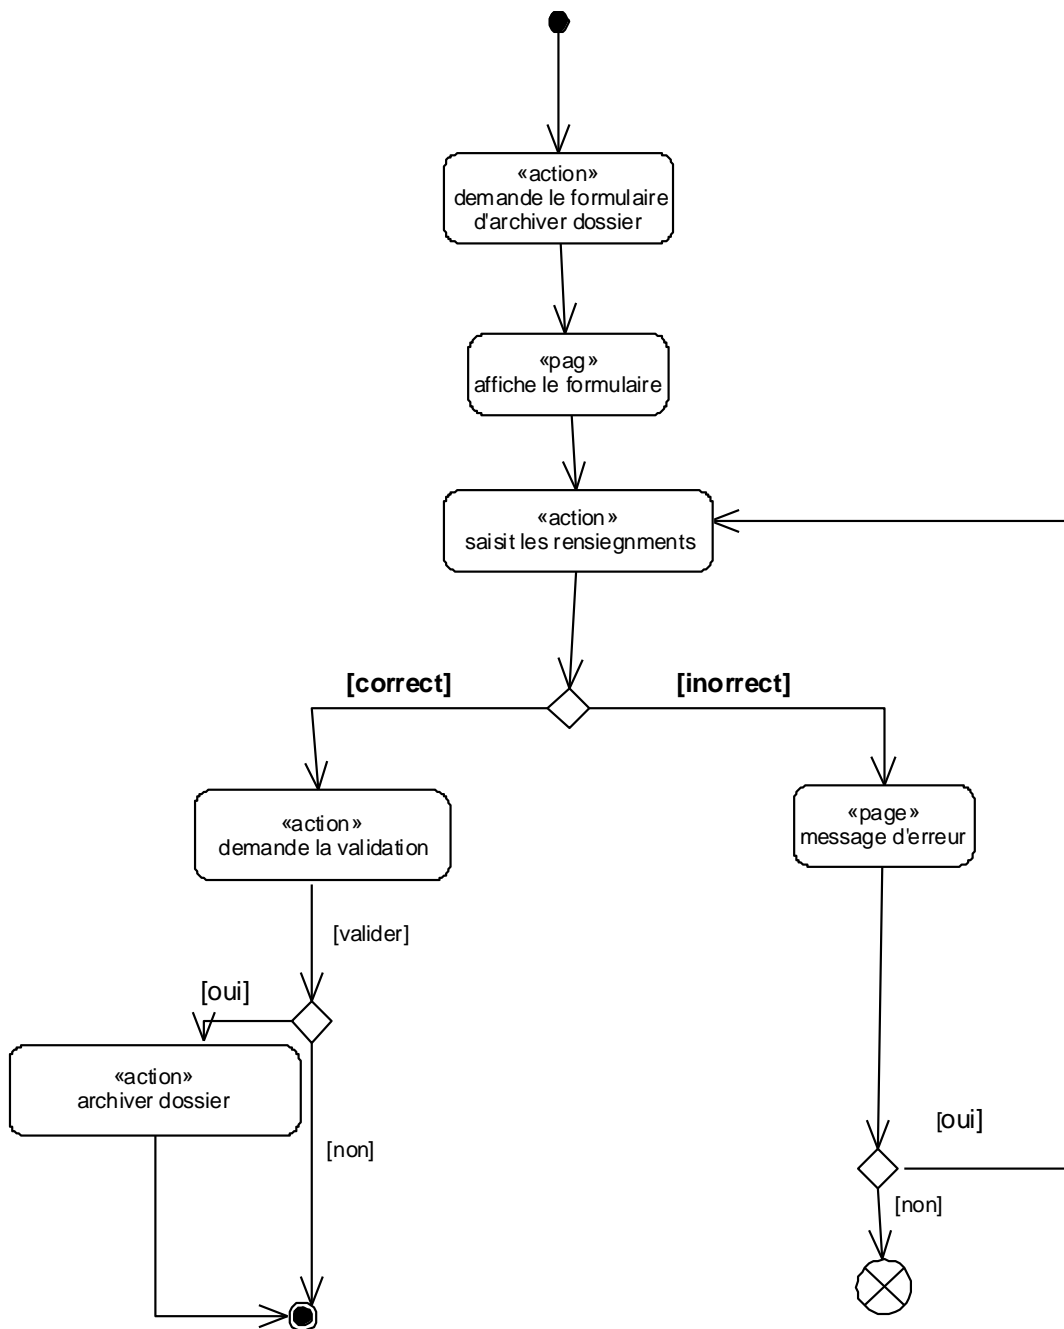 «action»
demande le formulaire
d'archiver dossier
«pag»
affiche le formulaire
«action»
saisit les rensiegnments
[correct]
[inorrect]
«action»
demande la validation
«page»
message d'erreur
[valider]
[oui]
«action»
archiver dossier
[non]
[oui]
[non]